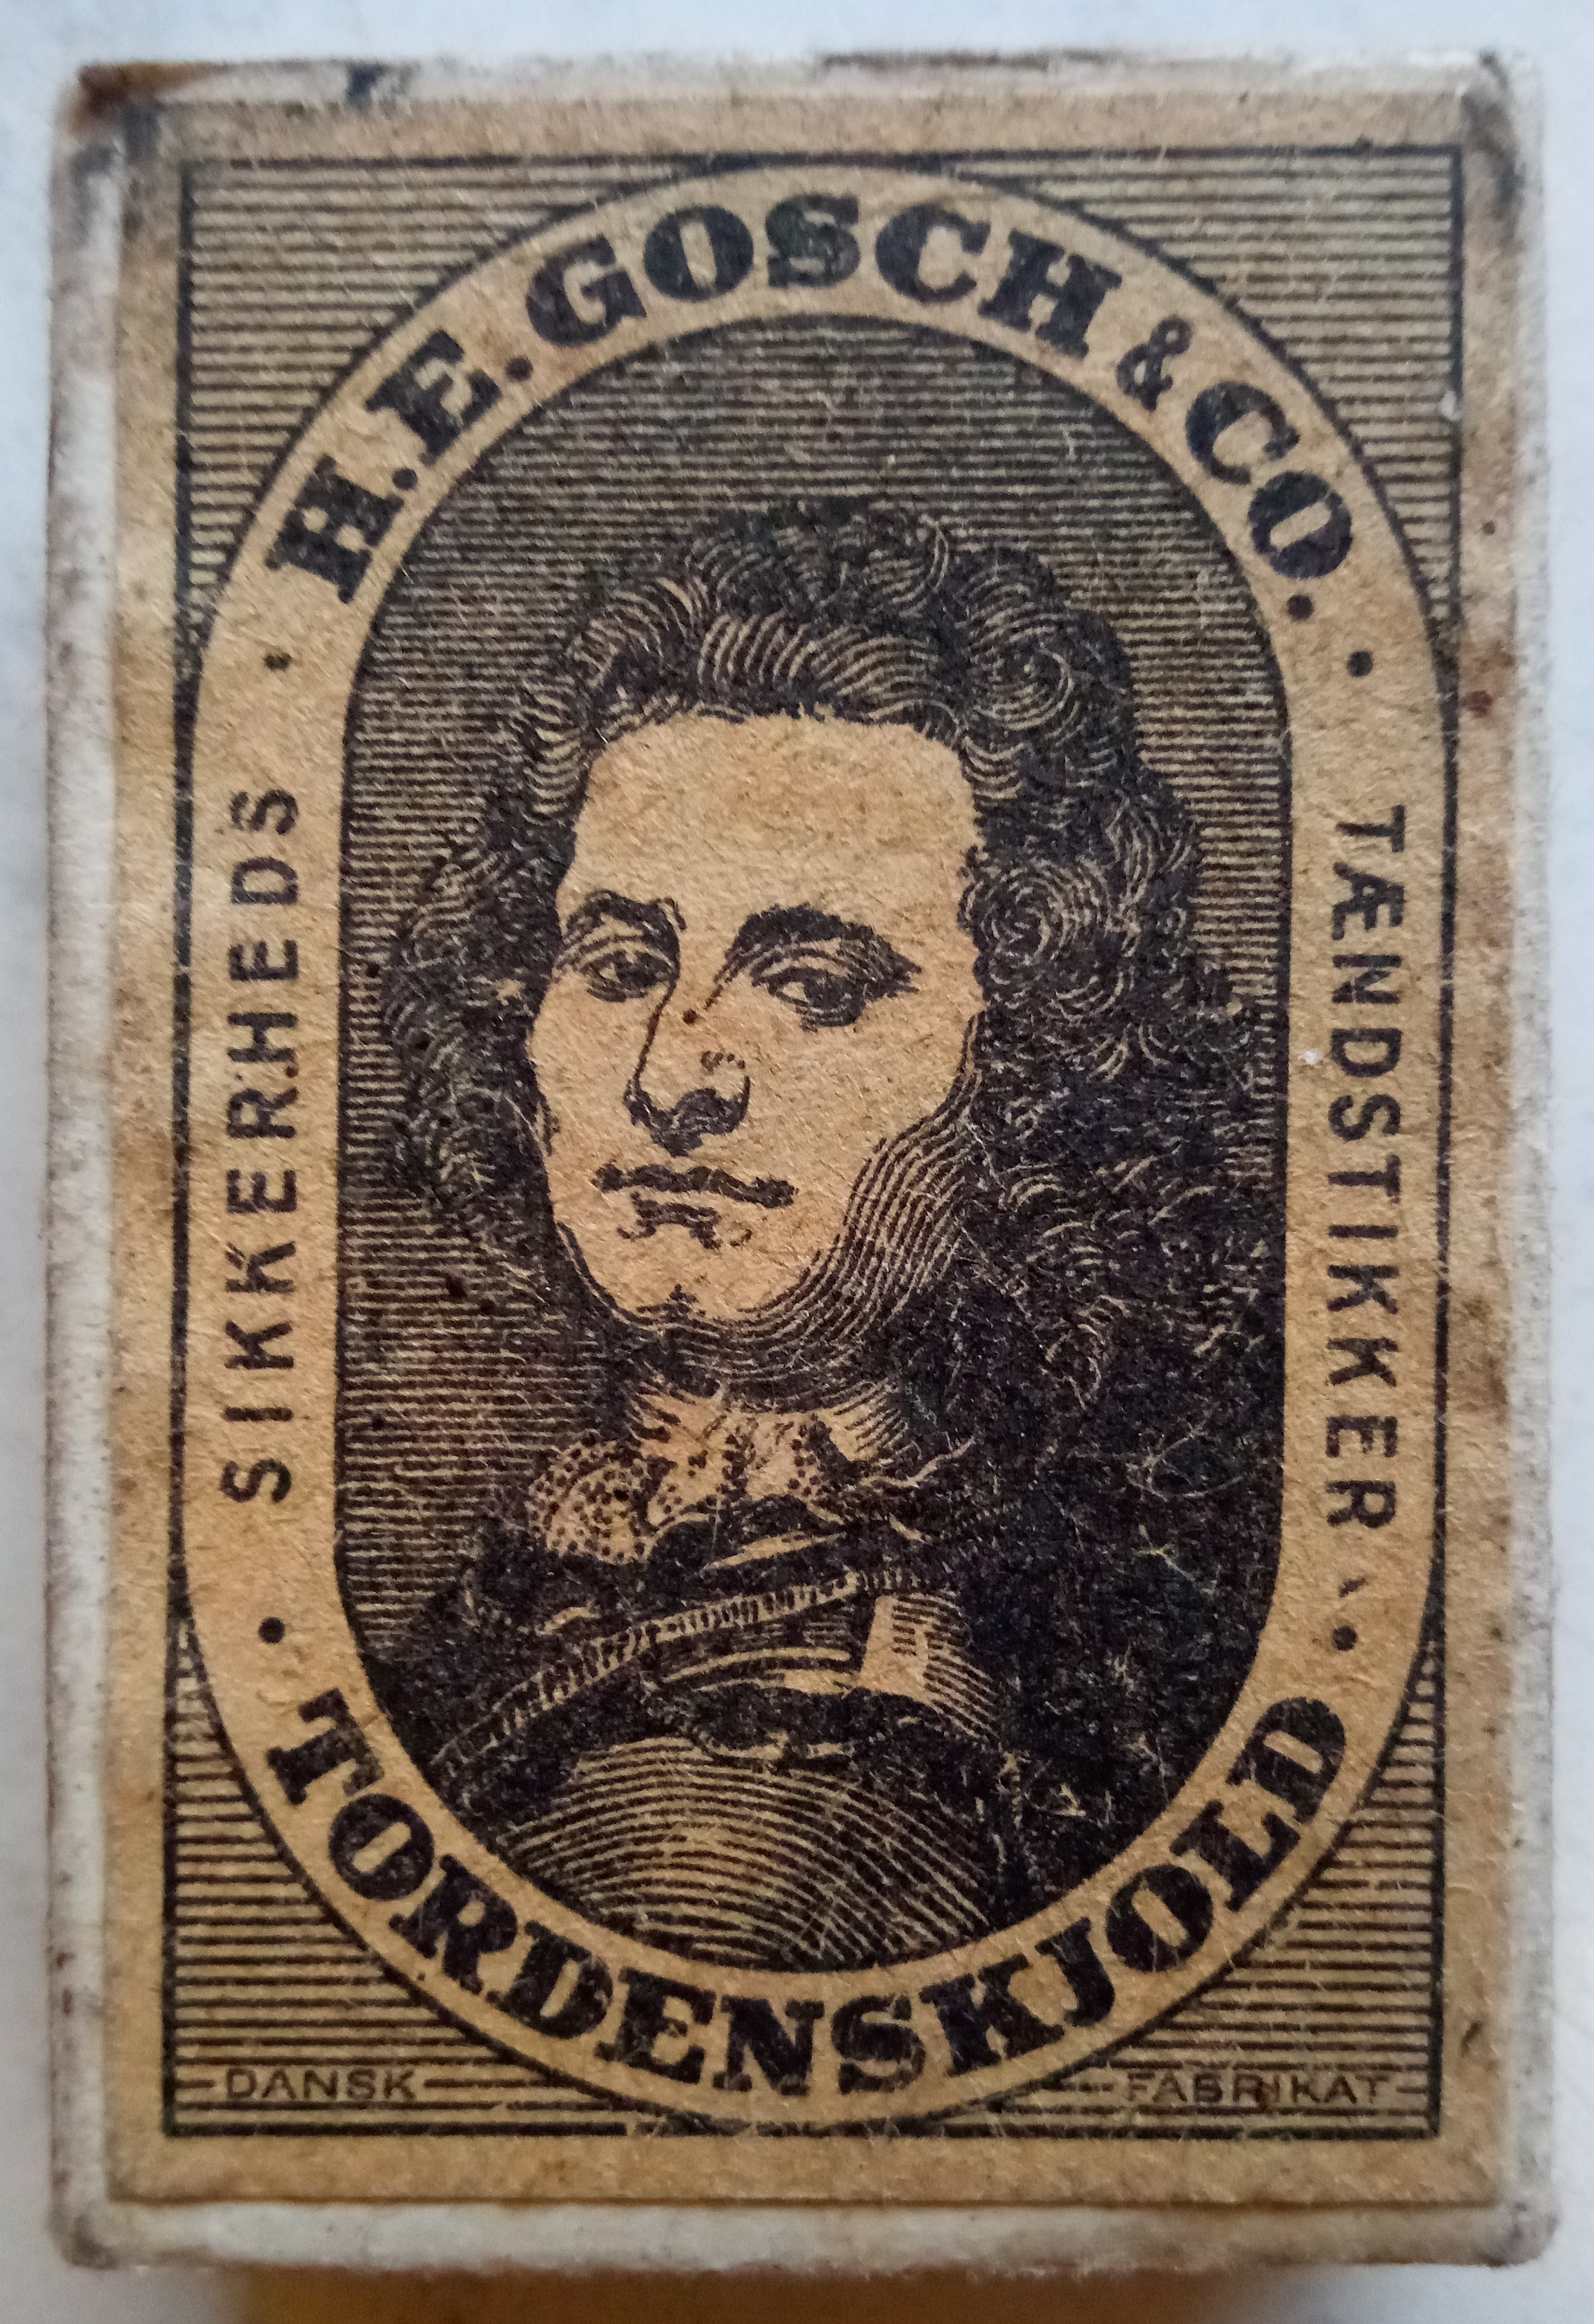 H.E. GOSCH & CO.
SIKKERHEDS
TÆNDSTIKKER
TORDENSKJOLD
DANSK
FABRIKAT